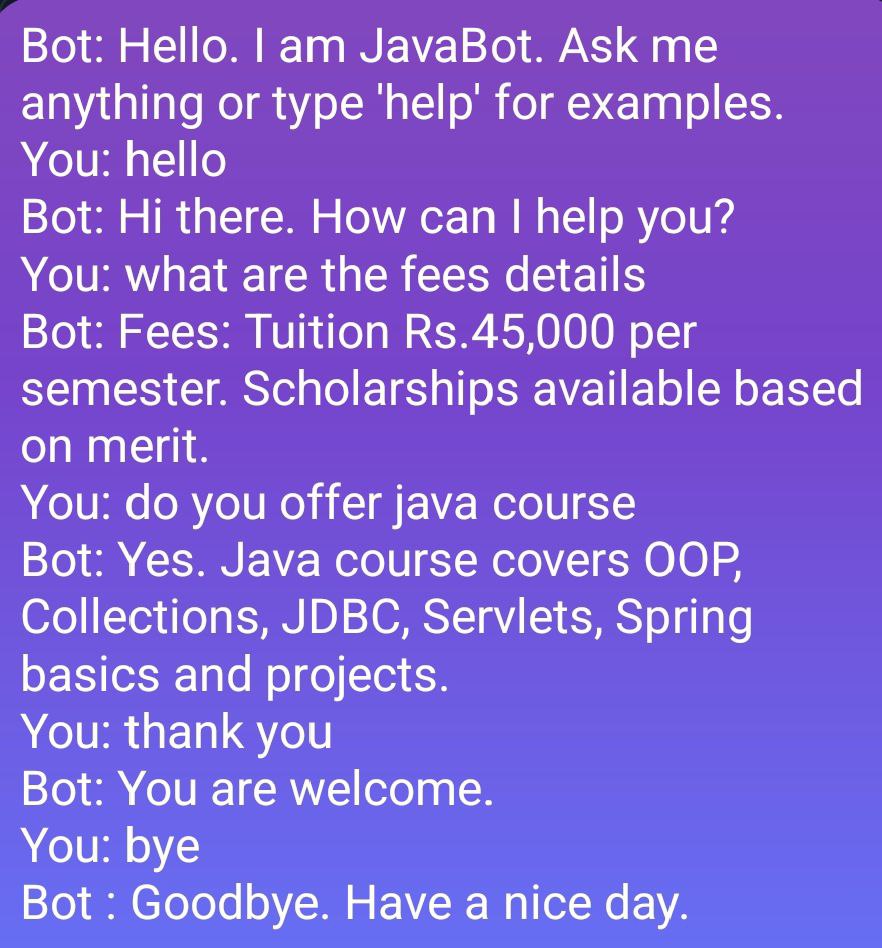 Bot: Hello. I am JavaBot. Ask me
anything or type 'help' for examples.
You: hello
Bot: Hi there. How can I help you?
You: what are the fees details
Bot: Fees: Tuition Rs.45,000 per
semester. Scholarships available based
on merit.
You: do you offer java course
Bot: Yes. Java course covers OOP,
Collections, JDBC, Servlets, Spring
basics and projects.
You: thank you
Bot: You are welcome.
You: bye
Bot : Goodbye. Have a nice day.